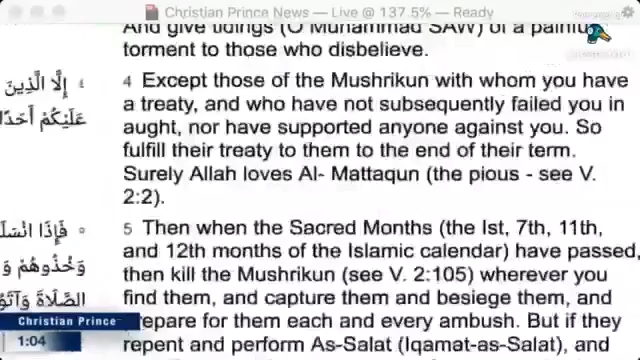 Christian Prince News — Live @ 137.5% — Ready
And give tidings (O Muhammad SAW) of a painful
torment to those who disbelieve.
4 Except those of the Mushrikun with whom you have
a treaty, and who have not subsequently failed you in
aught, nor have supported anyone against you. So
fulfill their treaty to them to the end of their term.
Surely Allah loves Al- Mattaqun (the pious - see V.
2:2).
5 Then when the Sacred Months (the Ist, 7th, 11th,
and 12th months of the Islamic calendar) have passed,
then kill the Mushrikun (see V. 2:105) wherever you
find them, and capture them and besiege them, and
prepare for them each and every ambush. But if they
repent and perform As-Salat (Iqamat-as-Salat), and
٤ إِلَّا الَّذِينَ
عَلَيْكُمْ أَحَدًا
٥ فَإِذَا انْسَلَ
وَخُذُوهُمْ وَ
الصَّلَاةَ وَآتَوُ
Christian Prince
1:04